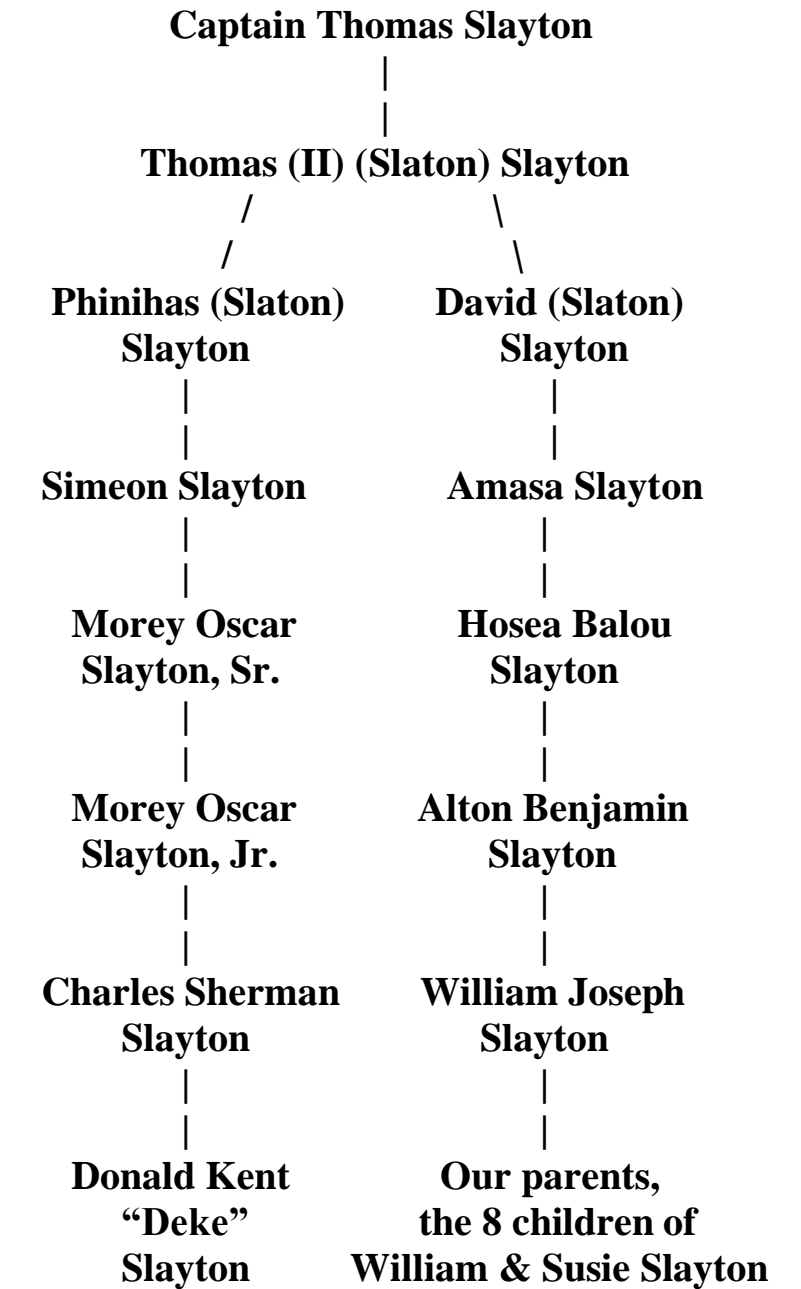 Captain Thomas Slayton
|
|
Thomas (II) (Slaton) Slayton
/ \
/ \
Phinihas (Slaton) David (Slaton)
Slayton Slayton
| |
| |
Simeon Slayton Amasa Slayton
| |
| |
Morey Oscar Hosea Balou
Slayton, Sr. Slayton
| |
| |
Morey Oscar Alton Benjamin
Slayton, Jr. Slayton
| |
| |
Charles Sherman William Joseph
Slayton Slayton
| |
| |
Donald Kent Our parents,
“Deke” the 8 children of
Slayton William & Susie Slayton